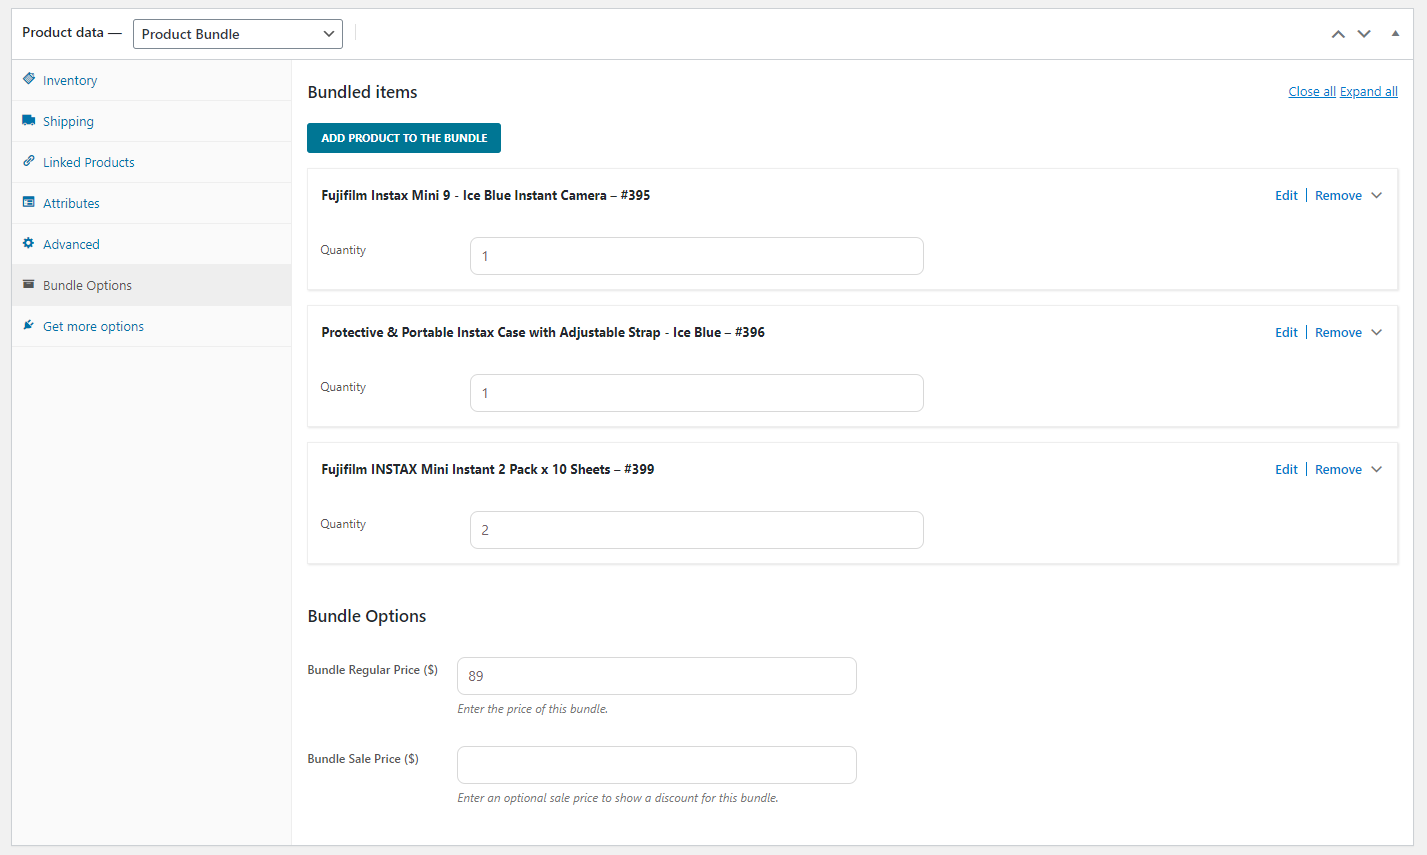 Product data — Product Bundle
Inventory
Shipping
Linked Products
Attributes
Advanced
Bundle Options
Get more options
Bundled items
Close all Expand all
ADD PRODUCT TO THE BUNDLE
Fujifilm Instax Mini 9 - Ice Blue Instant Camera – #395
Edit | Remove
Quantity
1
Protective & Portable Instax Case with Adjustable Strap - Ice Blue – #396
Edit | Remove
Quantity
1
Fujifilm INSTAX Mini Instant 2 Pack x 10 Sheets – #399
Edit | Remove
Quantity
2
Bundle Options
Bundle Regular Price ($)
89
Enter the price of this bundle.
Bundle Sale Price ($)
Enter an optional sale price to show a discount for this bundle.